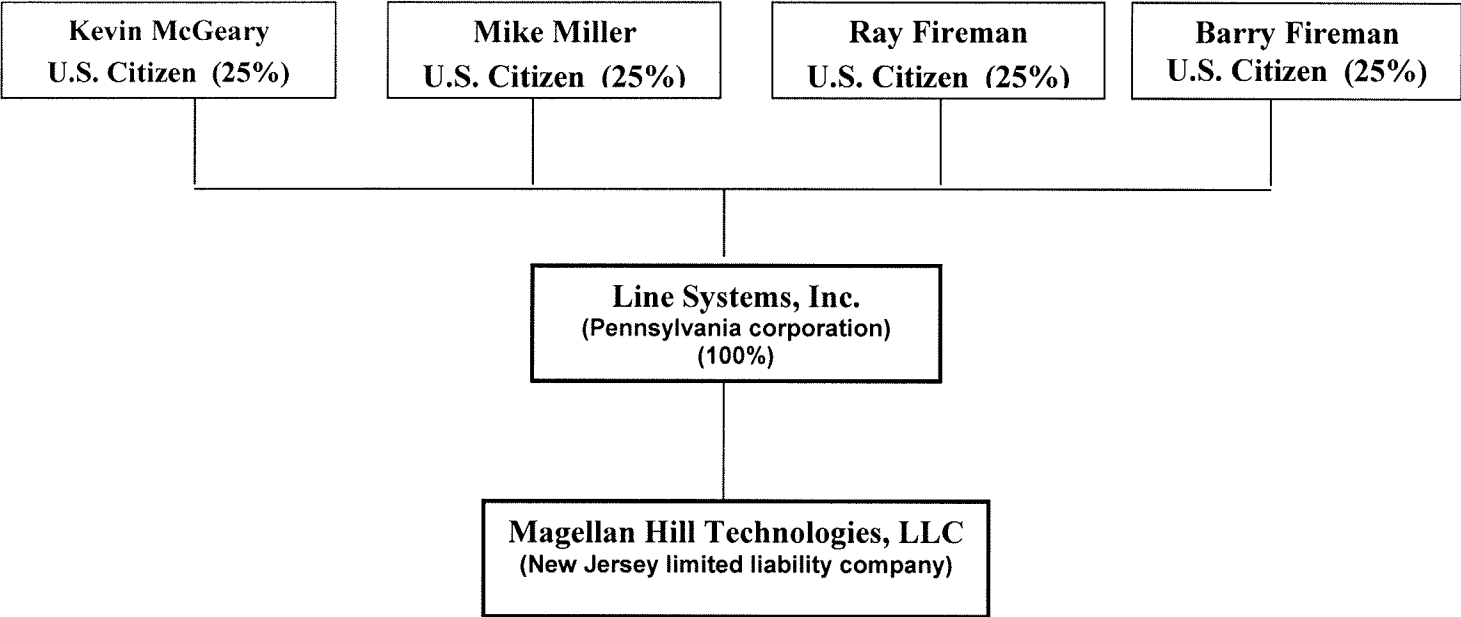 Kevin McGeary
U.S. Citizen (25%)
Mike Miller
U.S. Citizen (25%)
Ray Fireman
U.S. Citizen (25%)
Barry Fireman
U.S. Citizen (25%)
Line Systems, Inc.
(Pennsylvania corporation)
(100%)
Magellan Hill Technologies, LLC
(New Jersey limited liability company)